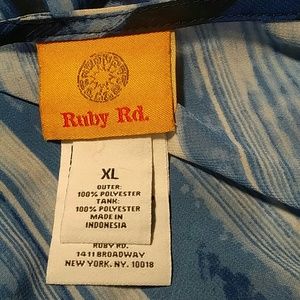 Ruby Rd.
XL
OUTER:
100% POLYESTER
TANK:
100% POLYESTER
MADE IN
INDONESIA
RUBY RD.
1411 BROADWAY
NEW YORK, NY. 10018